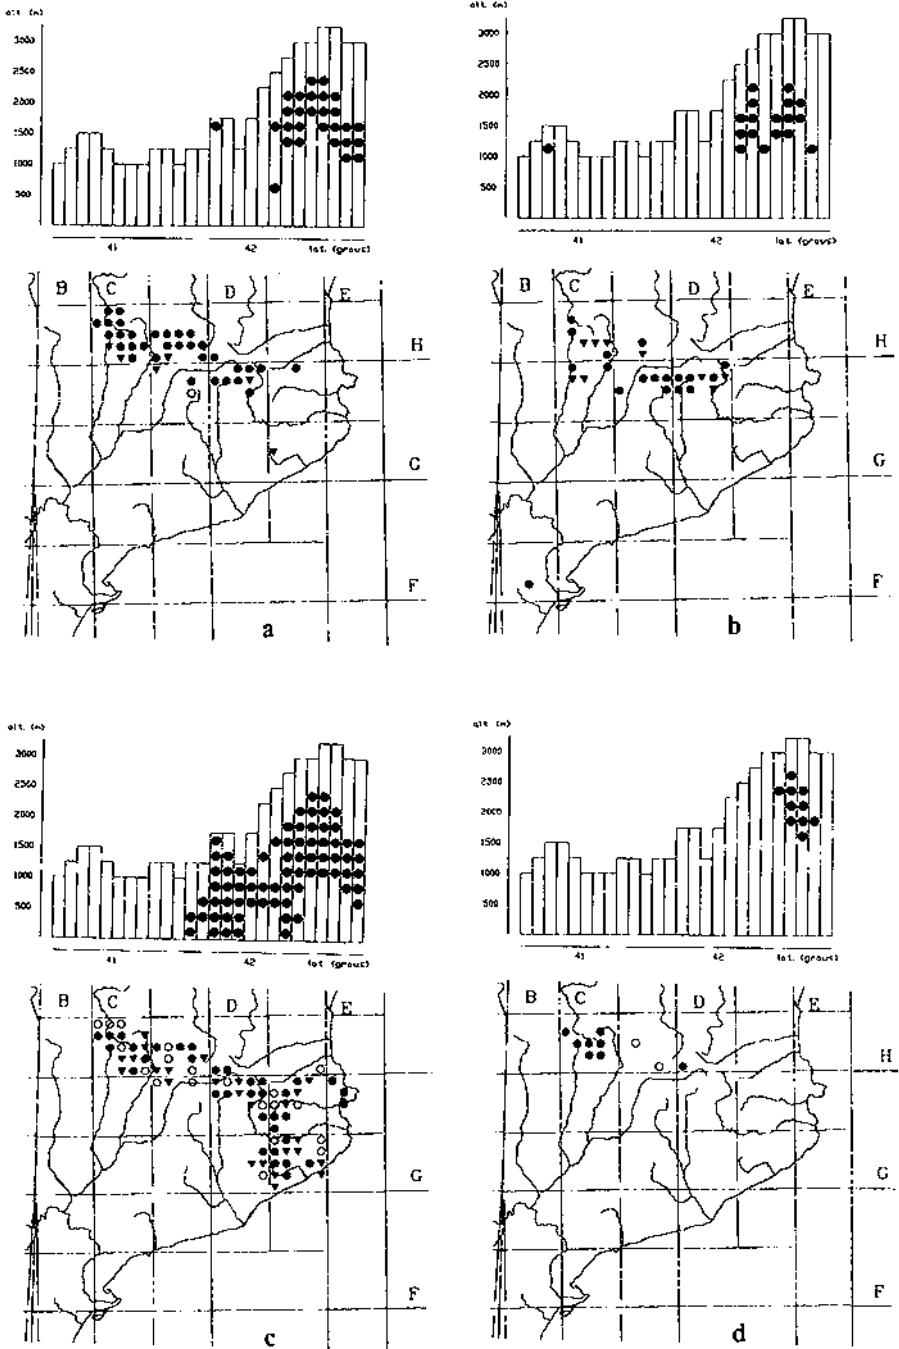 alt. (m)
3000
2500
2000
1500
1000
500
41
42
lat. (graus)
B
C
D
E
H
G
F
a
alt. (m)
3000
2500
2000
1500
1000
500
41
42
lat. (graus)
B
C
D
E
H
G
F
b
alt. (m)
3000
2500
2000
1500
1000
500
41
42
lat. (graus)
B
C
D
E
H
G
F
c
alt. (m)
3000
2500
2000
1500
1000
500
41
42
lat. (graus)
B
C
D
E
H
G
F
d